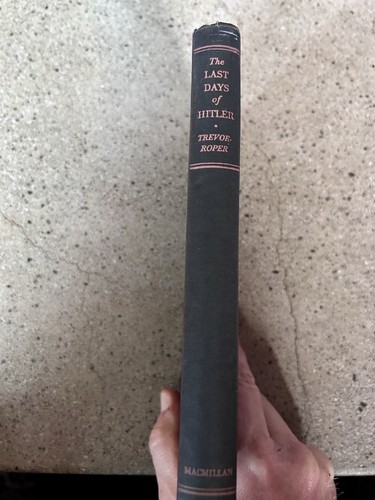 The
LAST
DAYS
of
HITLER
•
TREVOR-
ROPER
MACMILLAN